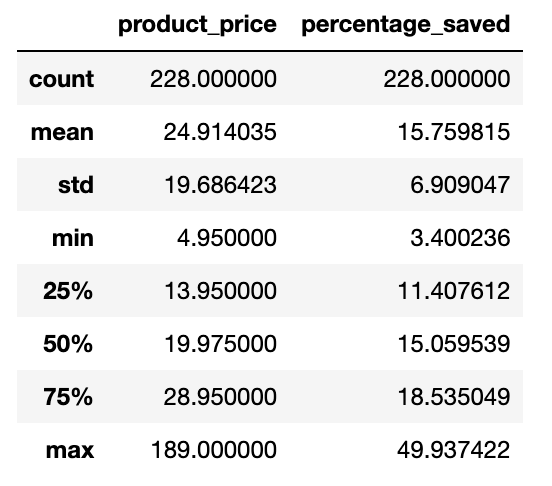 product_price percentage_saved
count 228.000000 228.000000
mean 24.914035 15.759815
std 19.686423 6.909047
min 4.950000 3.400236
25% 13.950000 11.407612
50% 19.975000 15.059539
75% 28.950000 18.535049
max 189.000000 49.937422